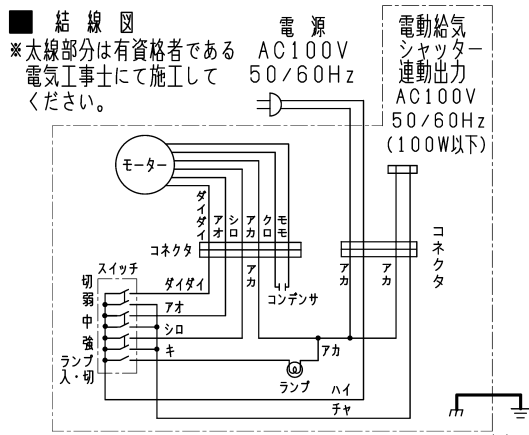 ■ 結線図
※太線部分は有資格者である
電気工事士にて施工して
ください。
電源
AC100V
50/60Hz
電動給気
シャッター
連動出力
AC100V
50/60Hz
(100W以下)
モーター
ダイダイ
アオ
シロ
アカ
クロ
モモ
コネクタ
アカ
アカ
アカ
コネクタ
コンデンサ
スイッチ
切
弱
中
強
ランプ
入・切
ダイダイ
アオ
シロ
キ
アカ
ランプ
ハイ
チャ